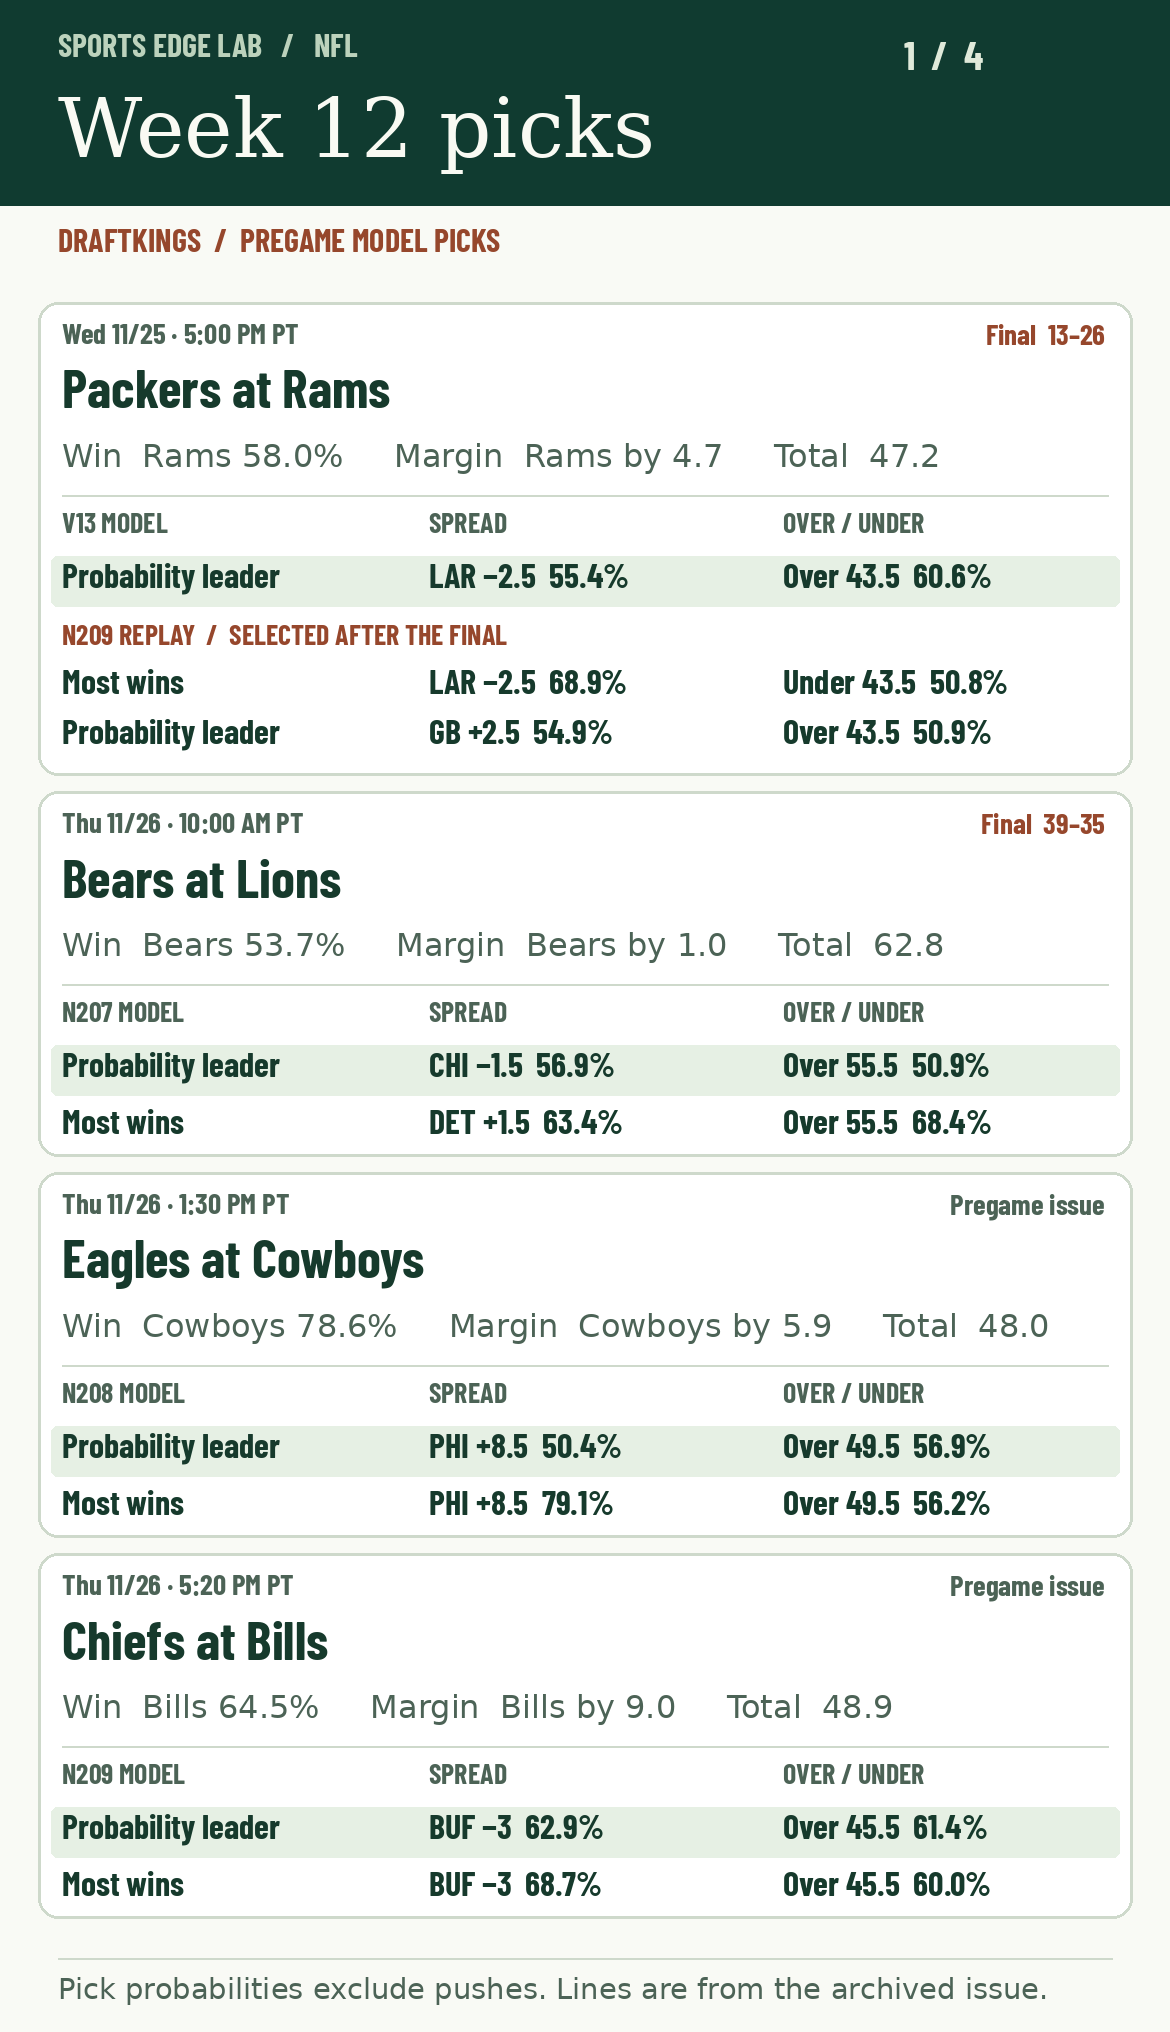 SPORTS EDGE LAB / NFL
1 / 4
Week 12 picks
DRAFTKINGS / PREGAME MODEL PICKS
Wed 11/25 · 5:00 PM PT Final 13–26
Packers at Rams
Win Rams 58.0% Margin Rams by 4.7 Total 47.2
V13 MODEL SPREAD OVER / UNDER
Probability leader LAR −2.5 55.4% Over 43.5 60.6%
N209 REPLAY / SELECTED AFTER THE FINAL
Most wins LAR −2.5 68.9% Under 43.5 50.8%
Probability leader GB +2.5 54.9% Over 43.5 50.9%
Thu 11/26 · 10:00 AM PT Final 39–35
Bears at Lions
Win Bears 53.7% Margin Bears by 1.0 Total 62.8
N207 MODEL SPREAD OVER / UNDER
Probability leader CHI −1.5 56.9% Over 55.5 50.9%
Most wins DET +1.5 63.4% Over 55.5 68.4%
Thu 11/26 · 1:30 PM PT Pregame issue
Eagles at Cowboys
Win Cowboys 78.6% Margin Cowboys by 5.9 Total 48.0
N208 MODEL SPREAD OVER / UNDER
Probability leader PHI +8.5 50.4% Over 49.5 56.9%
Most wins PHI +8.5 79.1% Over 49.5 56.2%
Thu 11/26 · 5:20 PM PT Pregame issue
Chiefs at Bills
Win Bills 64.5% Margin Bills by 9.0 Total 48.9
N209 MODEL SPREAD OVER / UNDER
Probability leader BUF −3 62.9% Over 45.5 61.4%
Most wins BUF −3 68.7% Over 45.5 60.0%
Pick probabilities exclude pushes. Lines are from the archived issue.